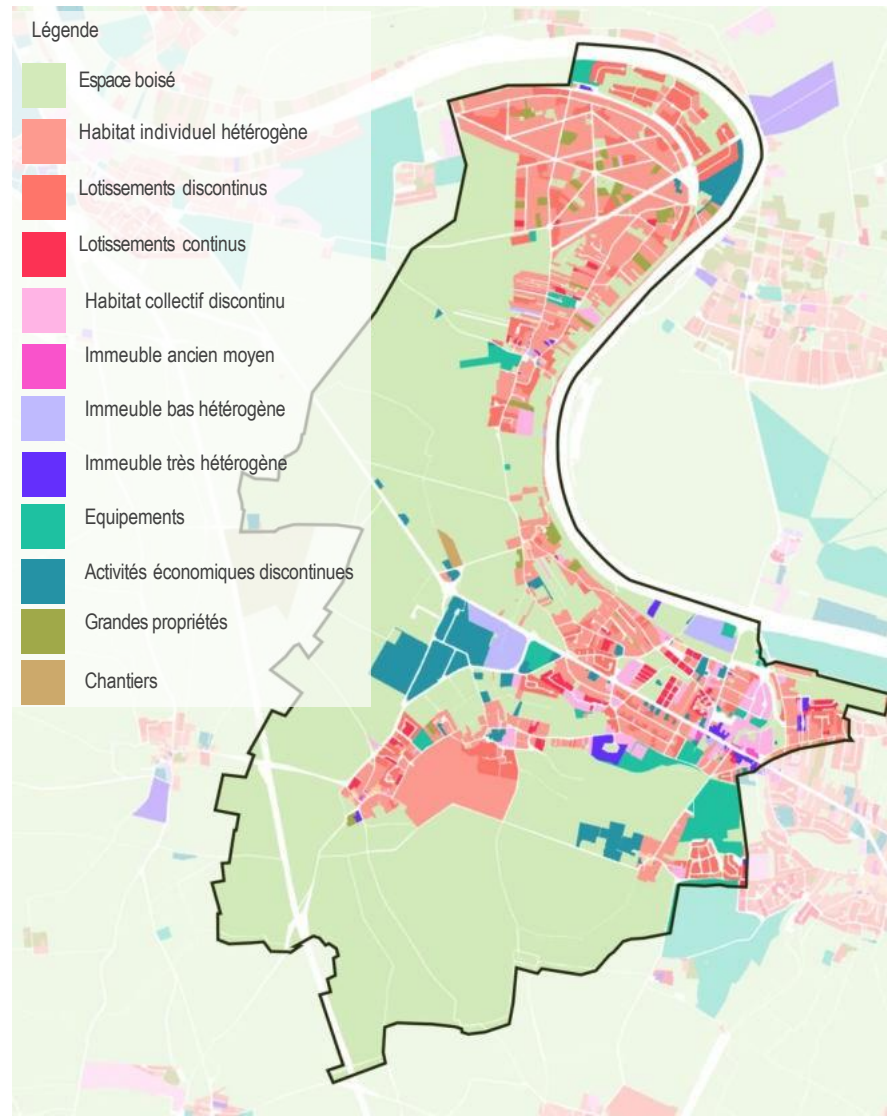 Légende
Espace boisé
Habitat individuel hétérogène
Lotissements discontinus
Lotissements continus
Habitat collectif discontinu
Immeuble ancien moyen
Immeuble bas hétérogène
Immeuble très hétérogène
Equipements
Activités économiques discontinues
Grandes propriétés
Chantiers